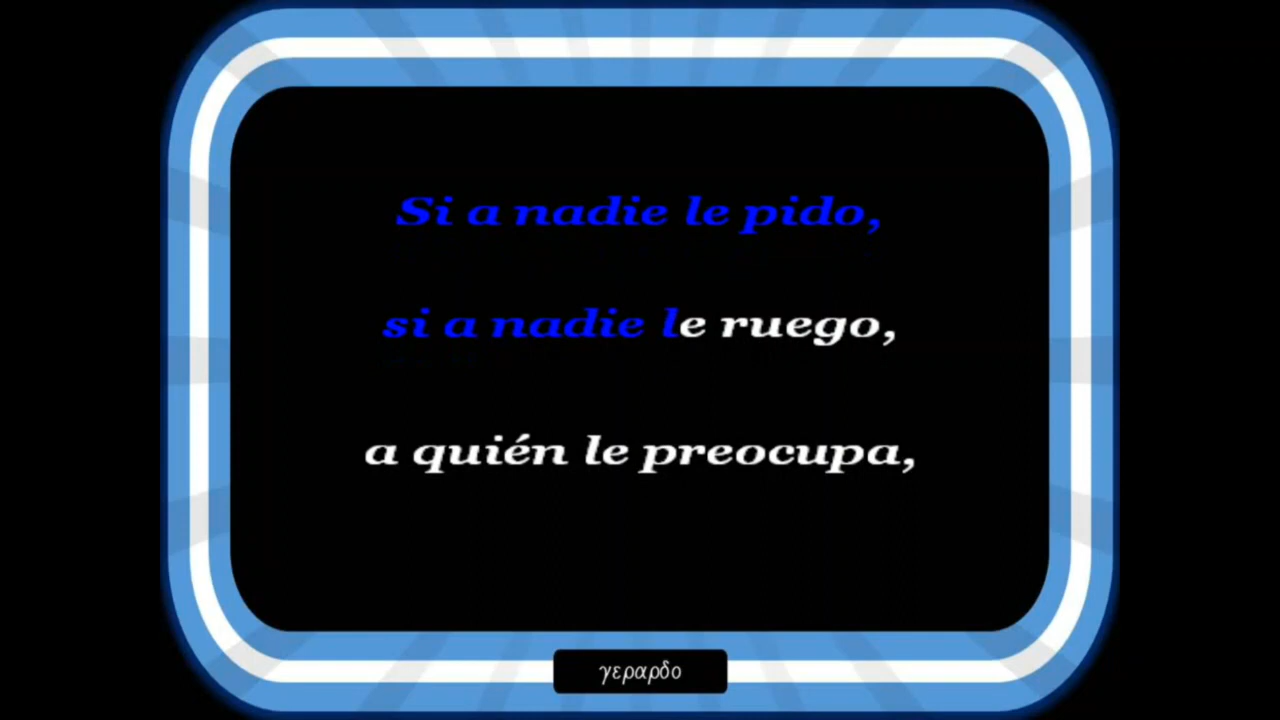 Si a nadie le pido,
si a nadie le ruego,
a quién le preocupa,
γεραρδο